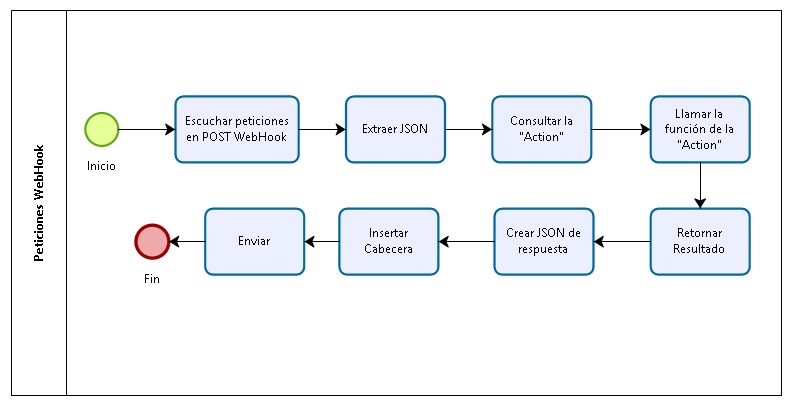 Peticiones WebHook
Inicio
Escuchar peticiones
en POST WebHook
Extraer JSON
Consultar la
"Action"
Llamar la
función de la
"Action"
Retornar
Resultado
Crear JSON de
respuesta
Insertar
Cabecera
Enviar
Fin